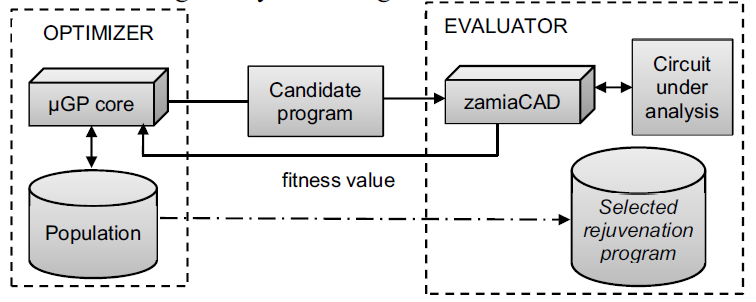 OPTIMIZER
EVALUATOR
µGP core
Candidate
program
zamiaCAD
Circuit
under
analysis
fitness value
Population
Selected
rejuvenation
program